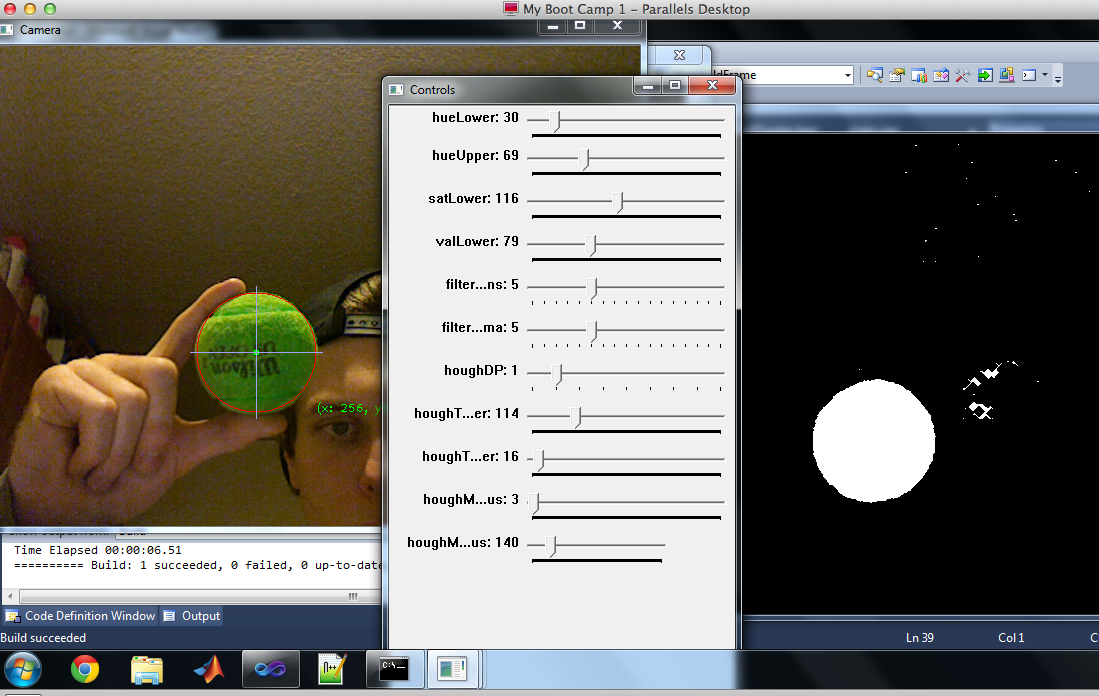 My Boot Camp 1 - Parallels Desktop
Camera
ldFrame
Controls
hueLower: 30
hueUpper: 69
satLower: 116
valLower: 79
filter...ns: 5
filter...ma: 5
houghDP: 1
houghT...er: 114
houghT...er: 16
houghM...us: 3
houghM...us: 140
Wilson
(x: 256, y
Time Elapsed 00:00:06.51
========== Build: 1 succeeded, 0 failed, 0 up-to-date
Code Definition Window
Output
Build succeeded
Ln 39
Col 1
C
C:\